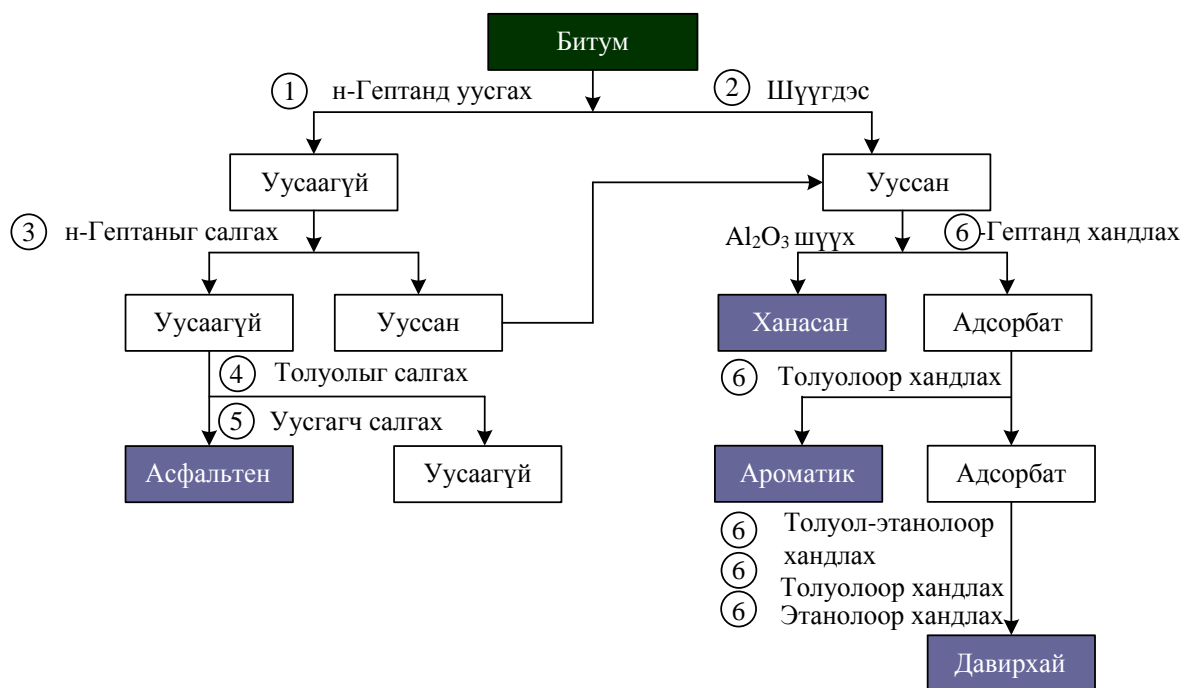 Битум
① н-Гептанд уусгах ② Шүүгдэс
Уусаагүй Ууссан
③ н-Гептаныг салгах Al₂O₃ шүүх ⑥-Гептанд хандлах
Уусаагүй Ууссан Ханасан Адсорбат
④ Толуолыг салгах ⑥ Толуолоор хандлах
⑤ Уусгагч салгах
Асфальтен Уусаагүй Ароматик Адсорбат
⑥ Толуол-этанолоор
хандлах
⑥ Толуолоор хандлах
⑥ Этанолоор хандлах
Давирхай